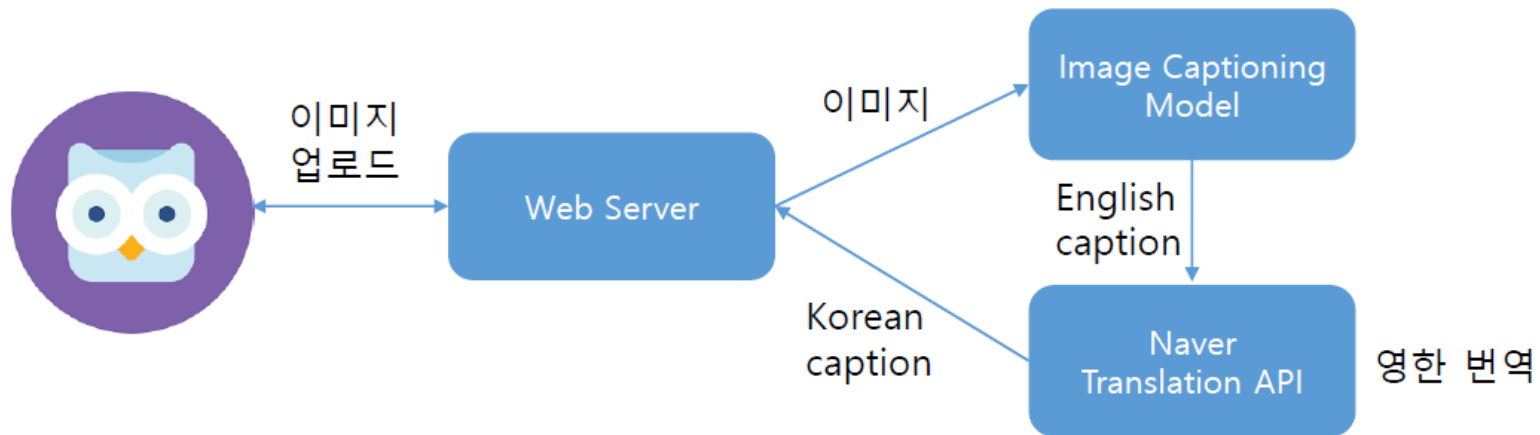 이미지
업로드
Web Server
이미지
Image Captioning
Model
English
caption
Korean
caption
Naver
Translation API
영한 번역